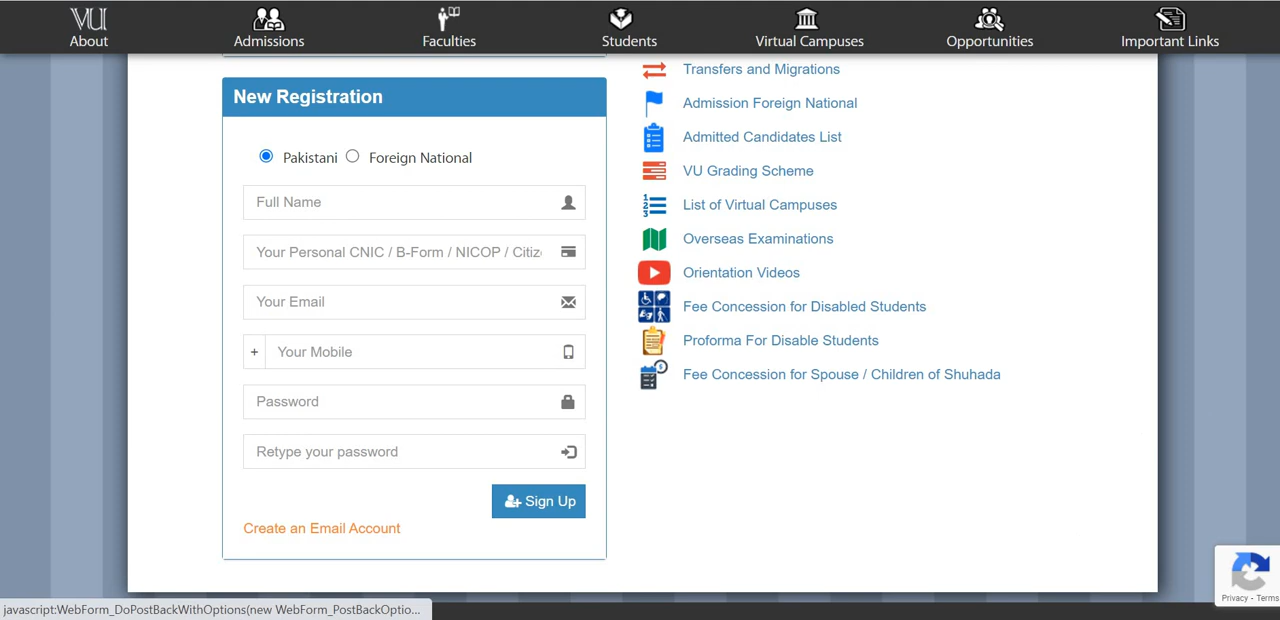 VU
About
Admissions
Faculties
Students
Virtual Campuses
Opportunities
Important Links
New Registration
Pakistani
Foreign National
Full Name
Your Personal CNIC / B-Form / NICOP / Citiz
Your Email
+
Your Mobile
Password
Retype your password
Sign Up
Create an Email Account
Transfers and Migrations
Admission Foreign National
Admitted Candidates List
VU Grading Scheme
1
2
3
List of Virtual Campuses
Overseas Examinations
Orientation Videos
Fee Concession for Disabled Students
Proforma For Disable Students
$
Fee Concession for Spouse / Children of Shuhada
Privacy - Terms
javascript:WebForm_DoPostBackWithOptions(new WebForm_PostBackOptio...